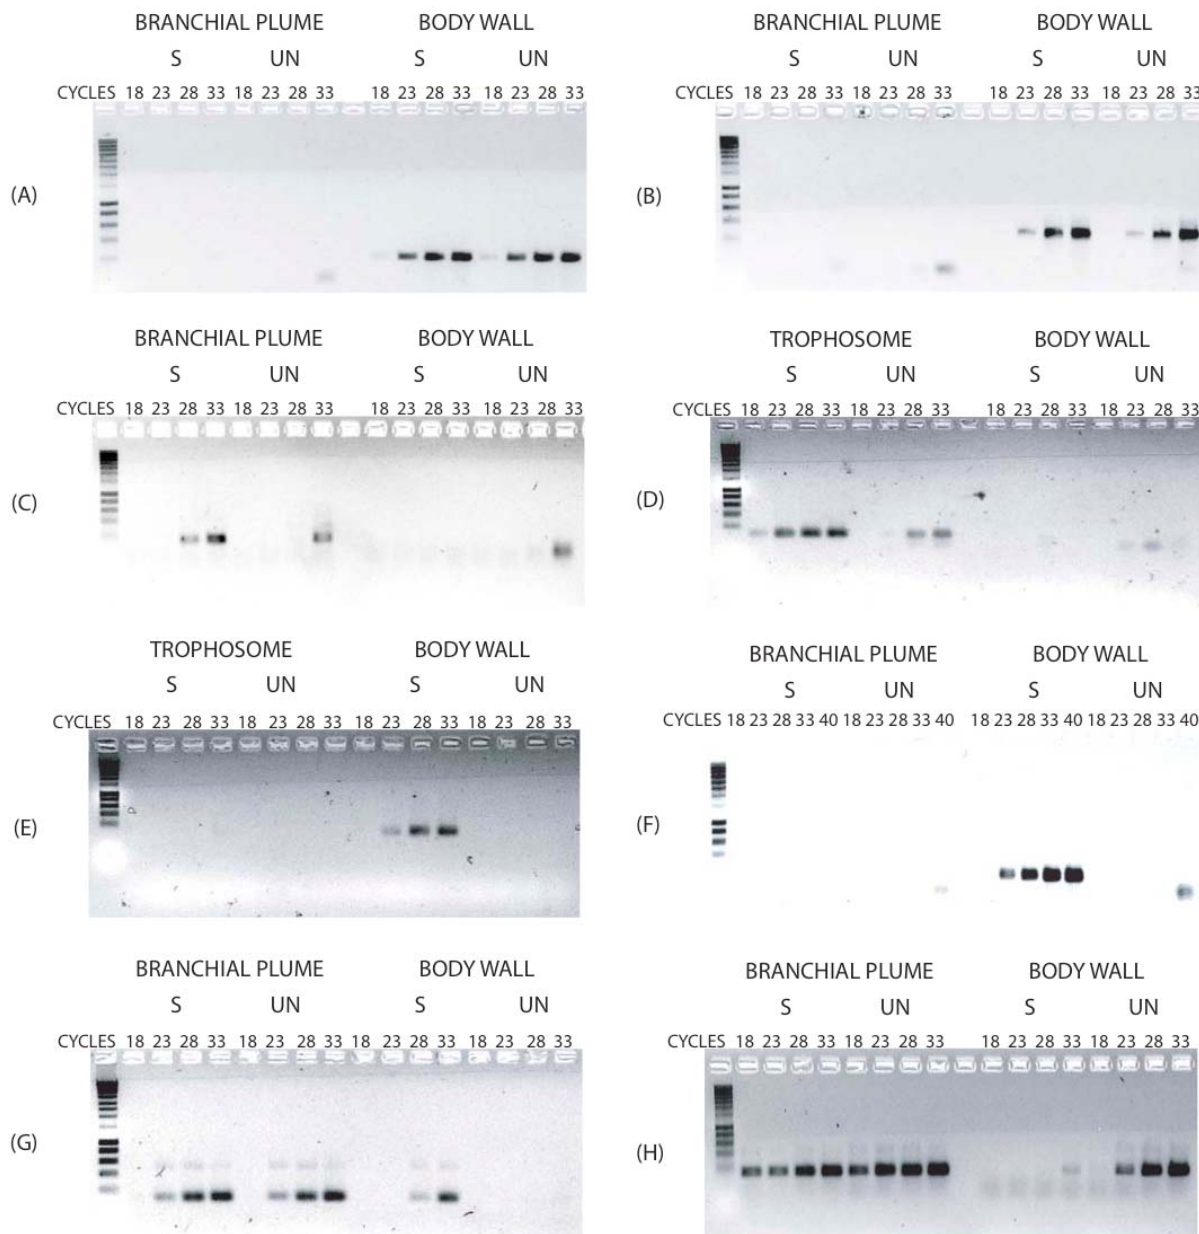 BRANCHIAL PLUME BODY WALL
S UN S UN
CYCLES 18 23 28 33 18 23 28 33 18 23 28 33 18 23 28 33
(A)
BRANCHIAL PLUME BODY WALL
S UN S UN
CYCLES 18 23 28 33 18 23 28 33 18 23 28 33 18 23 28 33
(B)
BRANCHIAL PLUME BODY WALL
S UN S UN
CYCLES 18 23 28 33 18 23 28 33 18 23 28 33 18 23 28 33
(C)
TROPHOSOME BODY WALL
S UN S UN
CYCLES 18 23 28 33 18 23 28 33 18 23 28 33 18 23 28 33
(D)
TROPHOSOME BODY WALL
S UN S UN
CYCLES 18 23 28 33 18 23 28 33 18 23 28 33 18 23 28 33
(E)
BRANCHIAL PLUME BODY WALL
S UN S UN
CYCLES 18 23 28 33 40 18 23 28 33 40 18 23 28 33 40 18 23 28 33 40
(F)
BRANCHIAL PLUME BODY WALL
S UN S UN
CYCLES 18 23 28 33 18 23 28 33 18 23 28 33 18 23 28 33
(G)
BRANCHIAL PLUME BODY WALL
S UN S UN
CYCLES 18 23 28 33 18 23 28 33 18 23 28 33 18 23 28 33
(H)